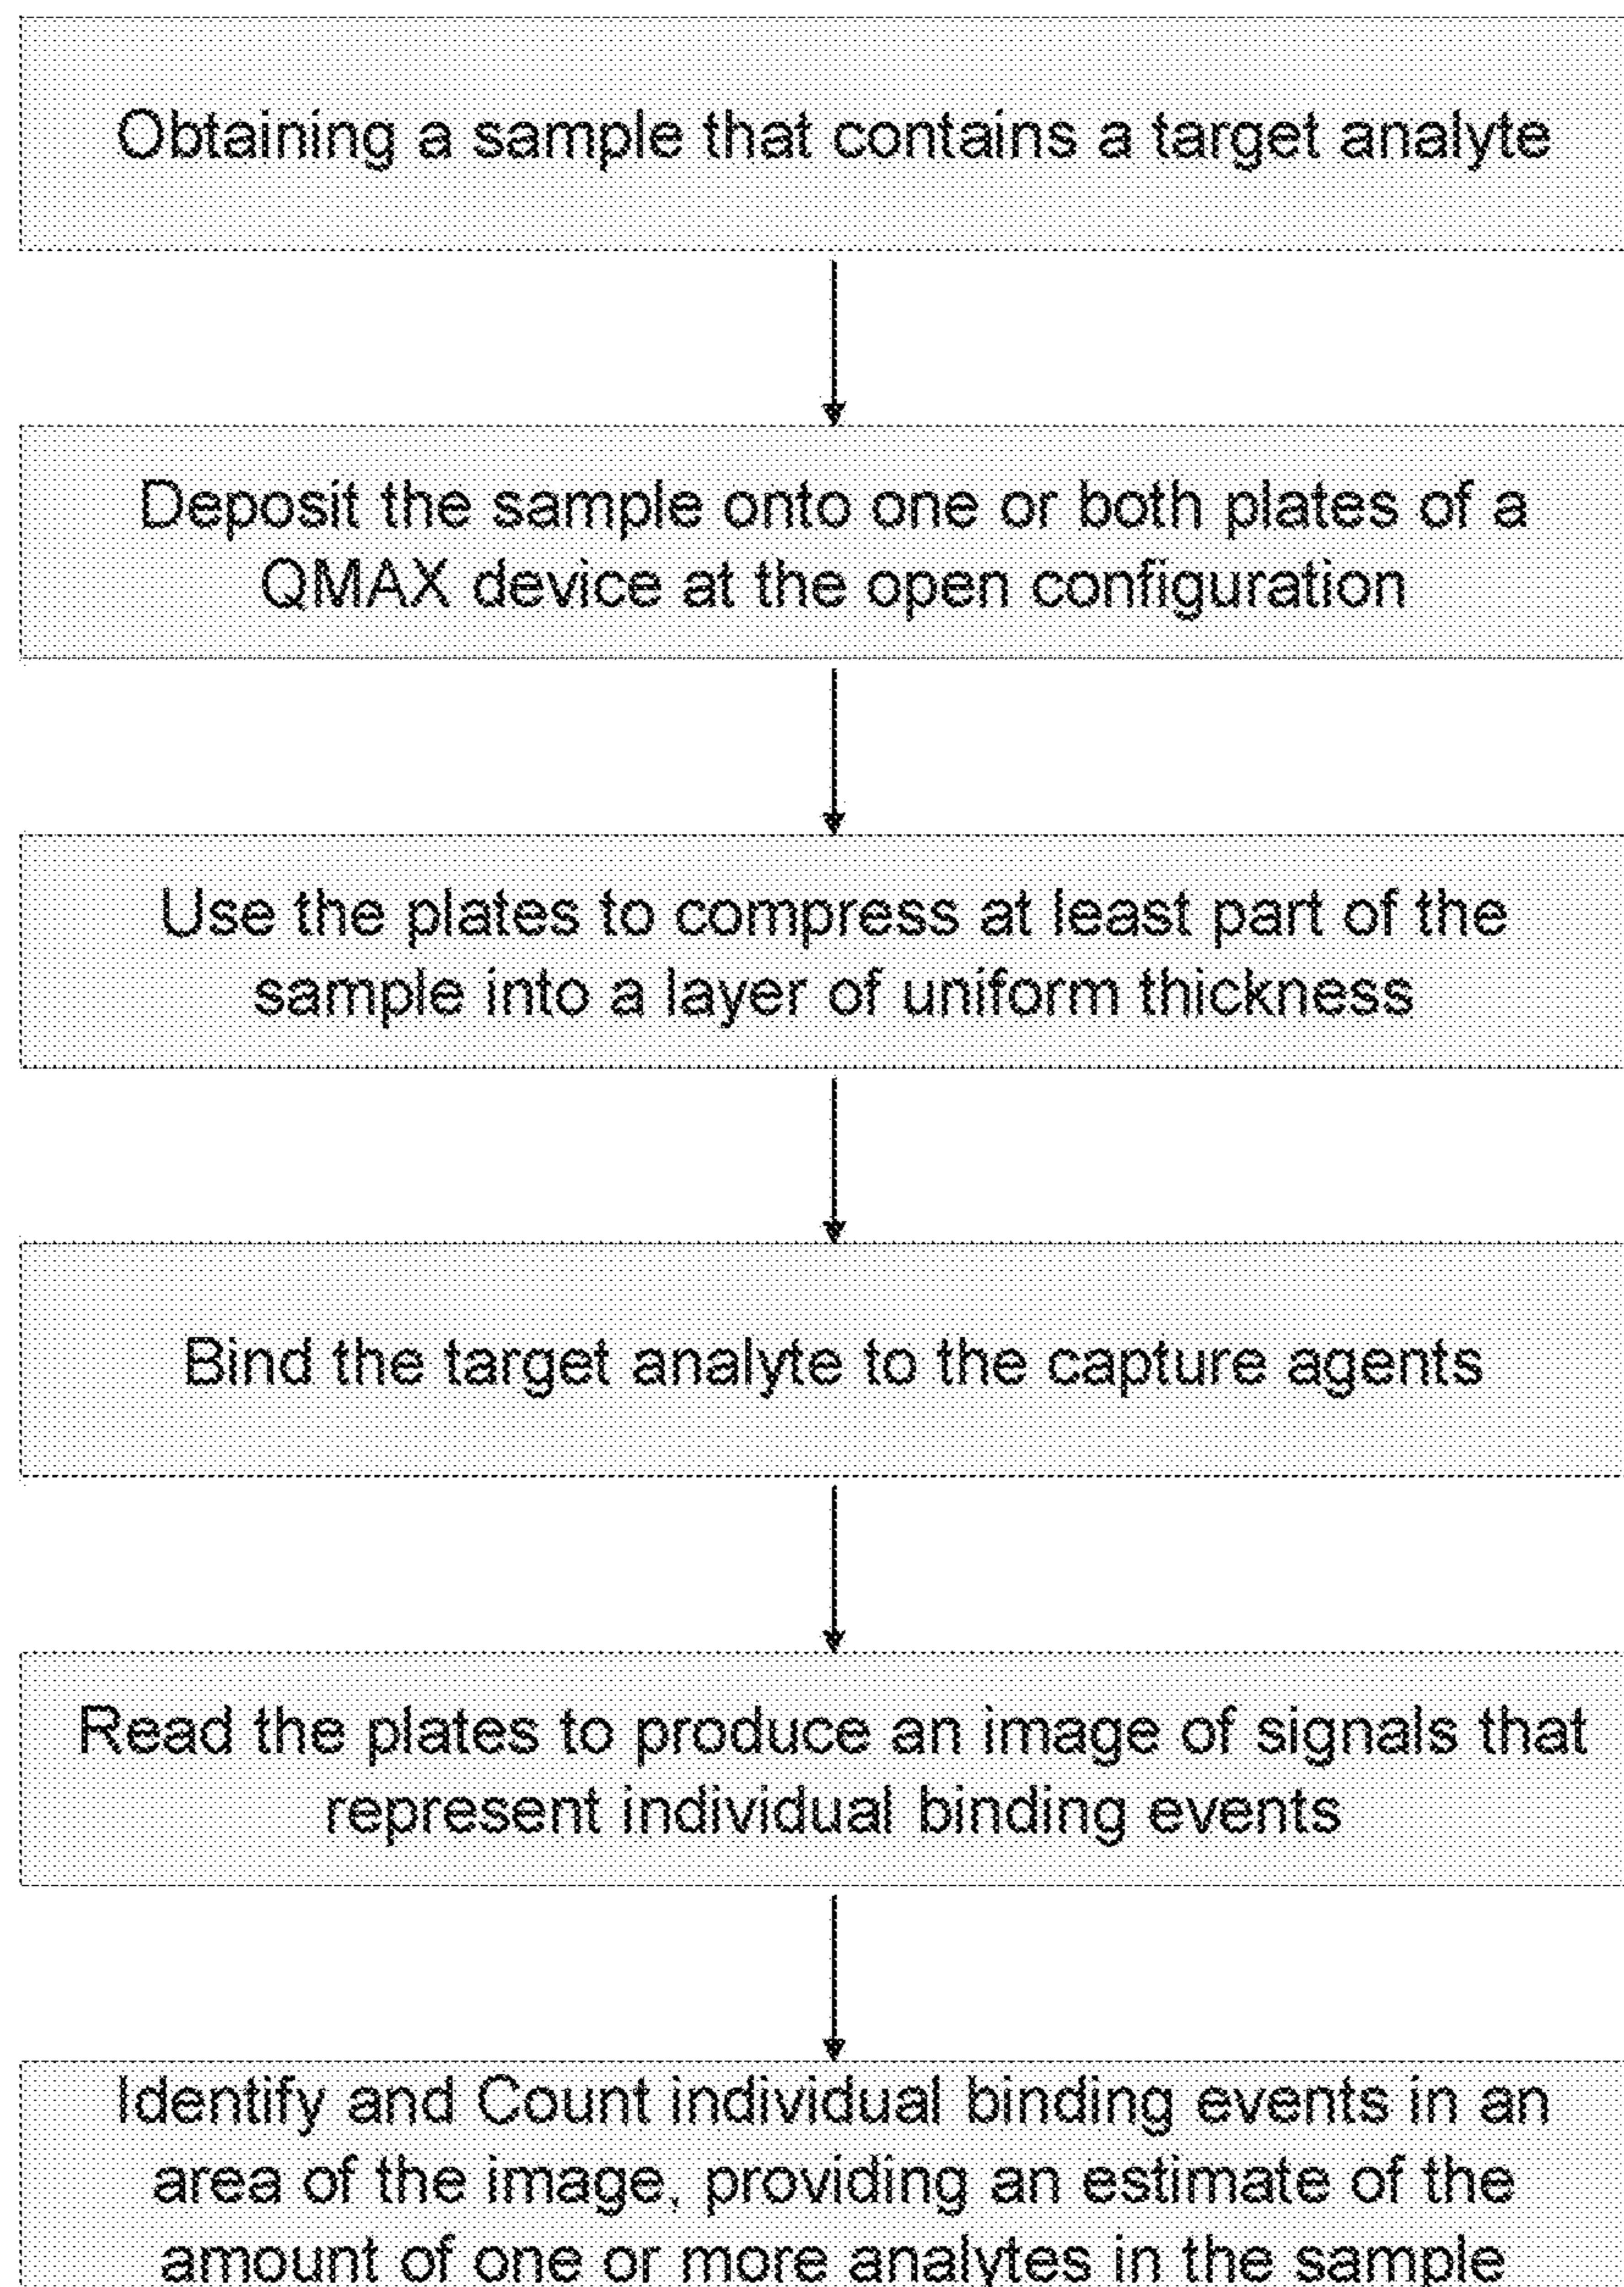 Obtaining a sample that contains a target analyte
Deposit the sample onto one or both plates of a
QMAX device at the open configuration
Use the plates to compress at least part of the
sample into a layer of uniform thickness
Bind the target analyte to the capture agents
Read the plates to produce an image of signals that
represent individual binding events
Identify and Count individual binding events in an
area of the image, providing an estimate of the
amount of one or more analytes in the sample